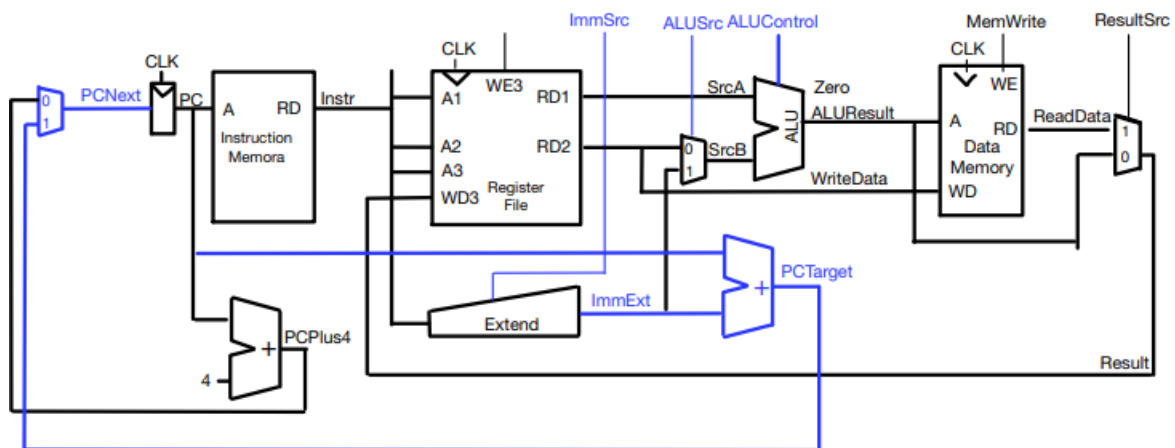 ImmSrc
ALUSrc
ALUControl
MemWrite
ResultSrc
CLK
CLK
CLK
PCNext
PC
0
1
A
RD
Instruction
Memora
Instr
A1
A2
A3
WD3
WE3
RD1
RD2
Register
File
SrcA
0
1
SrcB
ALU
Zero
ALUResult
WriteData
WE
A
RD
Data
Memory
WD
ReadData
1
0
PCTarget
+
ImmExt
Extend
PCPlus4
+
4
Result